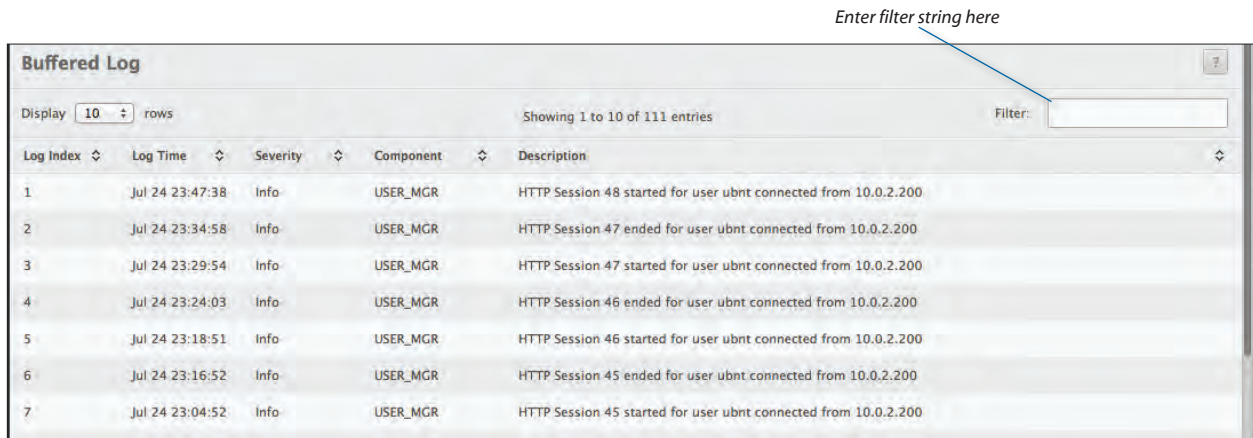 Enter filter string here
Buffered Log ?
Display 10 rows Showing 1 to 10 of 111 entries Filter:
Log Index Log Time Severity Component Description
1 Jul 24 23:47:38 Info USER_MGR HTTP Session 48 started for user ubnt connected from 10.0.2.200
2 Jul 24 23:34:58 Info USER_MGR HTTP Session 47 ended for user ubnt connected from 10.0.2.200
3 Jul 24 23:29:54 Info USER_MGR HTTP Session 47 started for user ubnt connected from 10.0.2.200
4 Jul 24 23:24:03 Info USER_MGR HTTP Session 46 ended for user ubnt connected from 10.0.2.200
5 Jul 24 23:18:51 Info USER_MGR HTTP Session 46 started for user ubnt connected from 10.0.2.200
6 Jul 24 23:16:52 Info USER_MGR HTTP Session 45 ended for user ubnt connected from 10.0.2.200
7 Jul 24 23:04:52 Info USER_MGR HTTP Session 45 started for user ubnt connected from 10.0.2.200